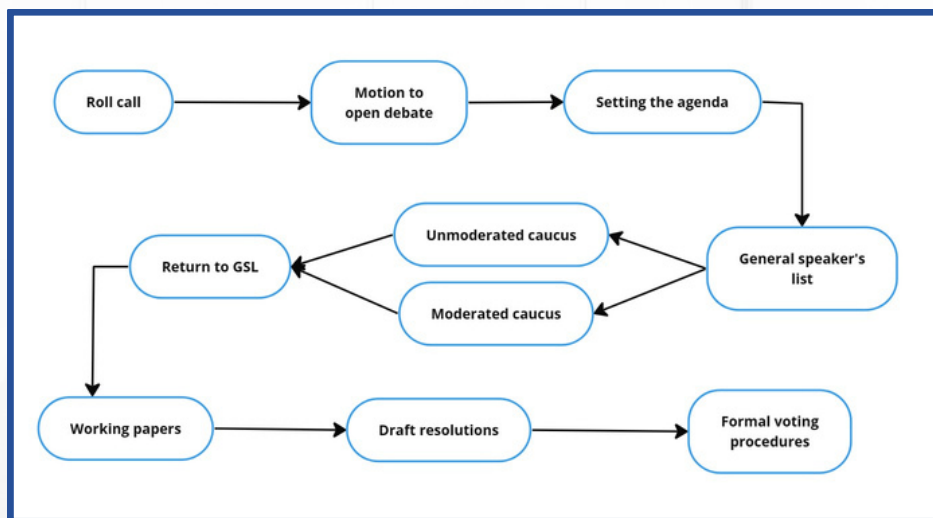 Roll call
Motion to
open debate
Setting the agenda
General speaker's
list
Unmoderated caucus
Moderated caucus
Return to GSL
Working papers
Draft resolutions
Formal voting
procedures